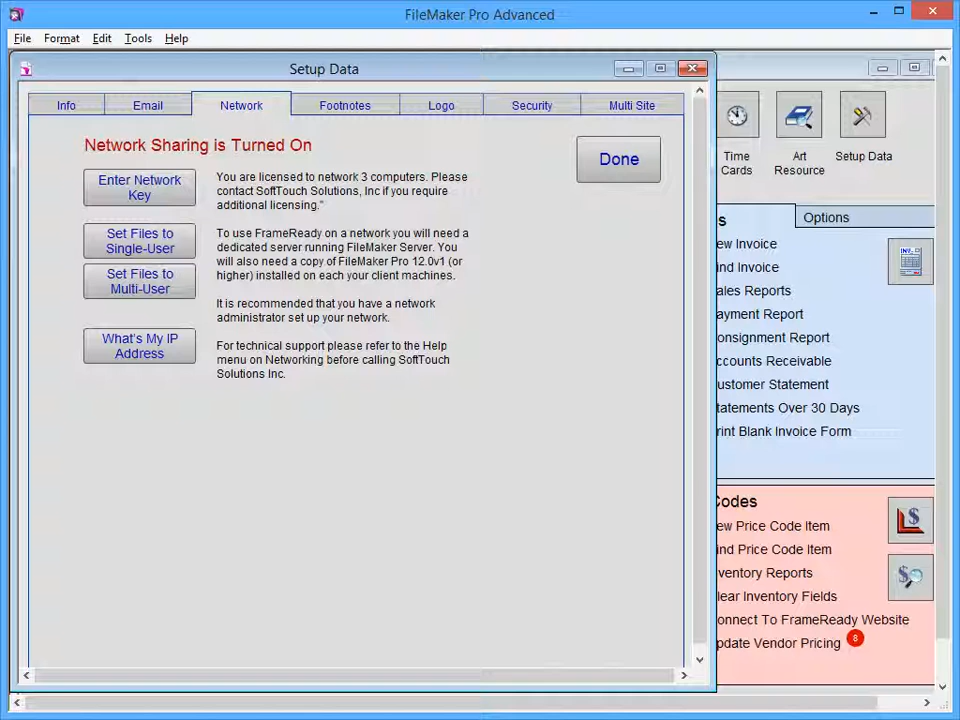 FileMaker Pro Advanced
File Format Edit Tools Help
Setup Data
Info Email Network Footnotes Logo Security Multi Site
Network Sharing is Turned On
Done
Enter Network
Key
You are licensed to network 3 computers. Please
contact SoftTouch Solutions, Inc if you require
additional licensing."
Set Files to
Single-User
Set Files to
Multi-User
To use FrameReady on a network you will need a
dedicated server running FileMaker Server. You
will also need a copy of FileMaker Pro 12.0v1 (or
higher) installed on each your client machines.
It is recommended that you have a network
administrator set up your network.
What's My IP
Address
For technical support please refer to the Help
menu on Networking before calling SoftTouch
Solutions Inc.
Time
Cards
Art
Resource
Setup Data
s
Options
ew Invoice
ind Invoice
ales Reports
ayment Report
onsignment Report
ccounts Receivable
ustomer Statement
tatements Over 30 Days
rint Blank Invoice Form
INV.
Codes
ew Price Code Item
ind Price Code Item
ventory Reports
lear Inventory Fields
onnect To FrameReady Website
pdate Vendor Pricing 8
$
$